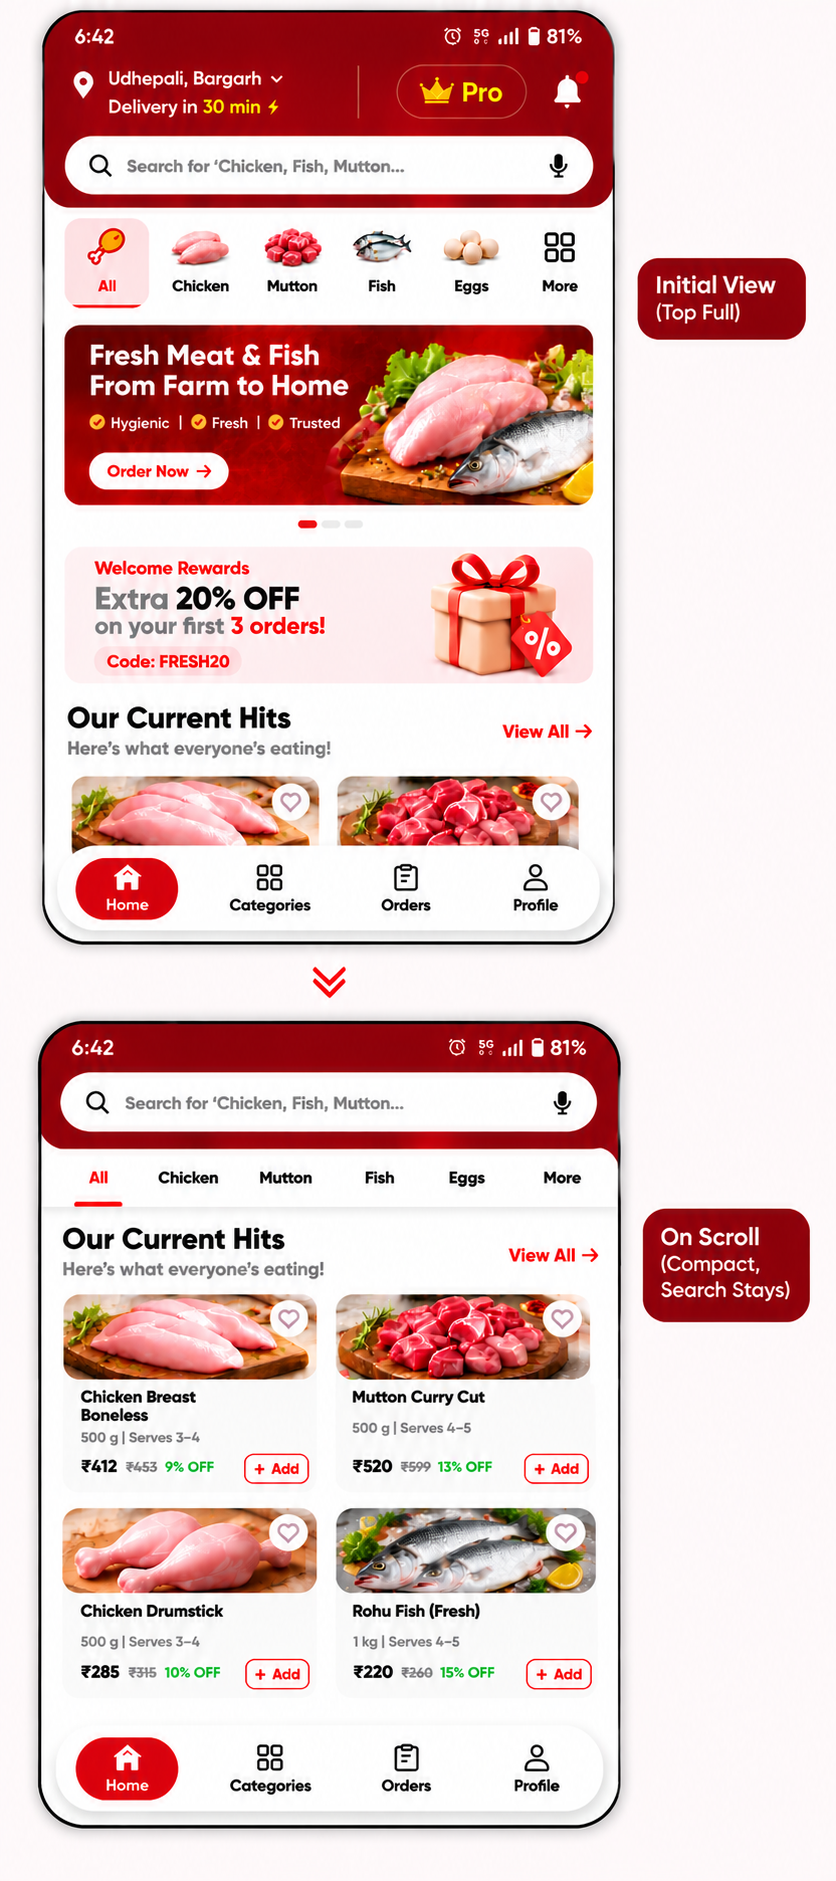 6:42
5G
81%
Udhepali, Bargarh
Delivery in 30 min
Pro
Search for ‘Chicken, Fish, Mutton...
All
Chicken
Mutton
Fish
Eggs
More
Initial View
(Top Full)
Fresh Meat & Fish
From Farm to Home
Hygienic | Fresh | Trusted
Order Now →
Welcome Rewards
Extra 20% OFF
on your first 3 orders!
Code: FRESH20
%
Our Current Hits
View All →
Here's what everyone's eating!
Home
Categories
Orders
Profile
6:42
5G
81%
Search for ‘Chicken, Fish, Mutton...
All
Chicken
Mutton
Fish
Eggs
More
On Scroll
(Compact,
Search Stays)
Our Current Hits
View All →
Here's what everyone's eating!
Chicken Breast
Boneless
500 g | Serves 3–4
₹412 ₹453 9% OFF
+ Add
Mutton Curry Cut
500 g | Serves 4–5
₹520 ₹599 13% OFF
+ Add
Chicken Drumstick
500 g | Serves 3–4
₹285 ₹315 10% OFF
+ Add
Rohu Fish (Fresh)
1 kg | Serves 4–5
₹220 ₹260 15% OFF
+ Add
Home
Categories
Orders
Profile